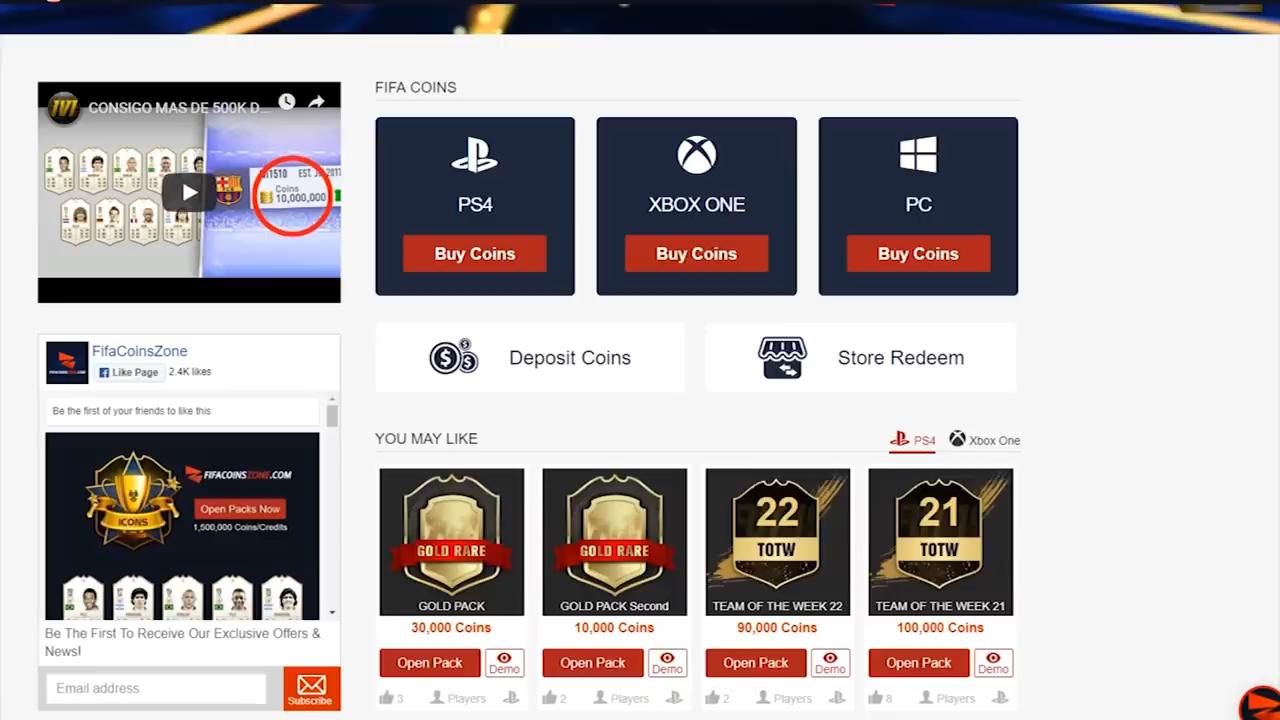 CONSIGO MAS DE 500K D...
EST. JU 2017
Coins
10,000,000
FifaCoinsZone
Like Page
2.4K likes
Be the first of your friends to like this
FIFACOINSZONE.COM
Open Packs Now
1,500,000 Coins/Credits
ICONS
Be The First To Receive Our Exclusive Offers &
News!
Email address
Subscribe
FIFA COINS
PS4
Buy Coins
XBOX ONE
Buy Coins
PC
Buy Coins
Deposit Coins
Store Redeem
YOU MAY LIKE
PS4
Xbox One
GOLD RARE
GOLD PACK
30,000 Coins
Open Pack
Demo
3
Players
GOLD RARE
GOLD PACK Second
10,000 Coins
Open Pack
Demo
2
Players
22
TOTW
TEAM OF THE WEEK 22
90,000 Coins
Open Pack
Demo
2
Players
21
TOTW
TEAM OF THE WEEK 21
100,000 Coins
Open Pack
Demo
8
Players